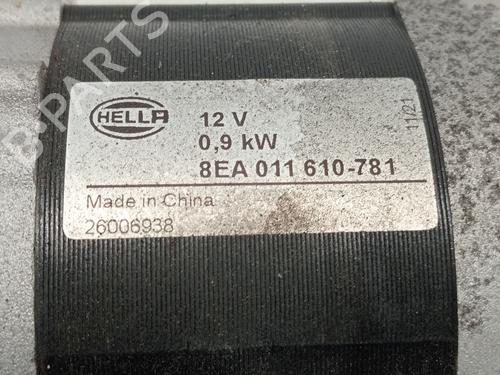 B-PARTS
HELLA
12 V
0,9 kW
8EA 011 610-781
Made in China
26006938
11/21